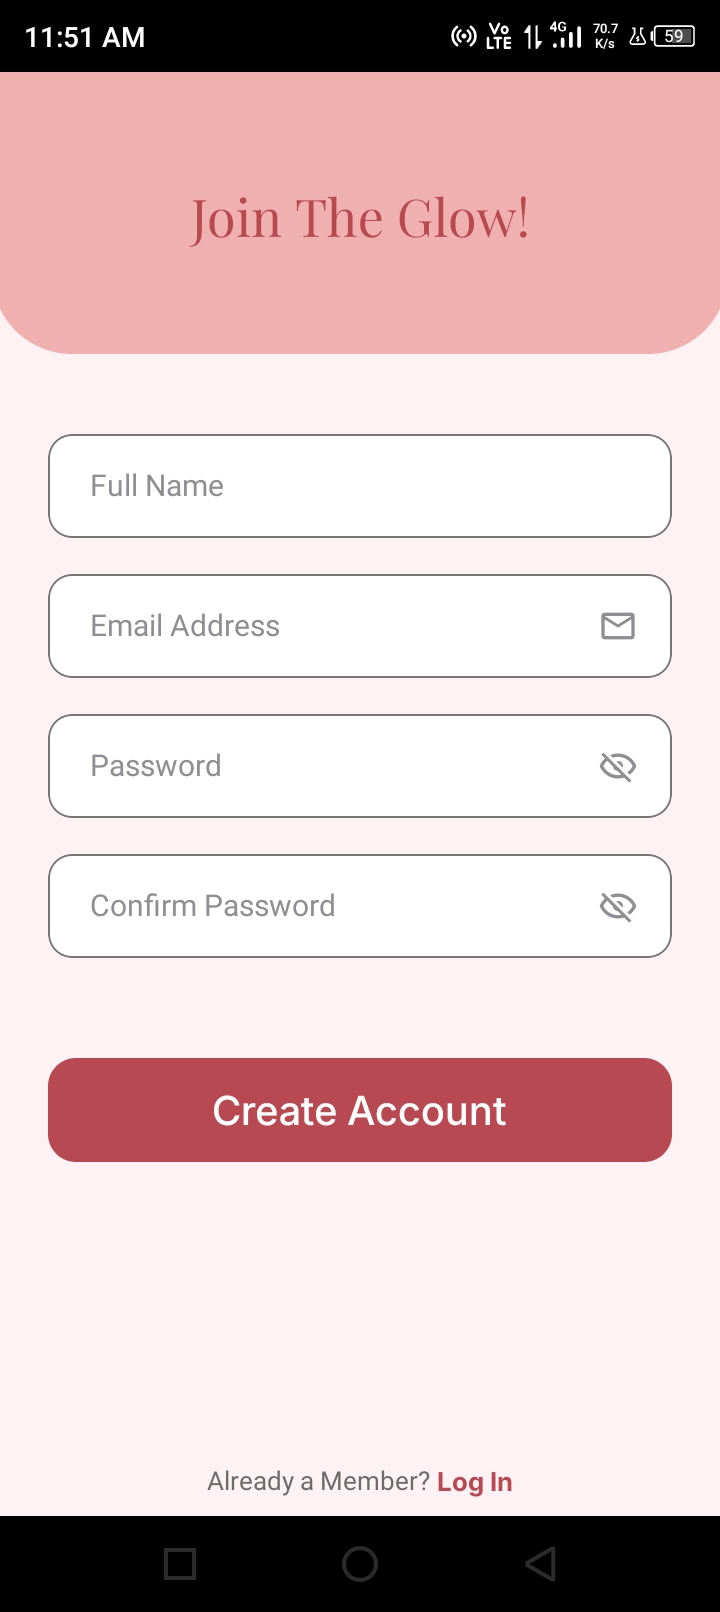 11:51 AM
Vo LTE 4G 70.7 K/s 59
Join The Glow!
Full Name
Email Address
Password
Confirm Password
Create Account
Already a Member? Log In